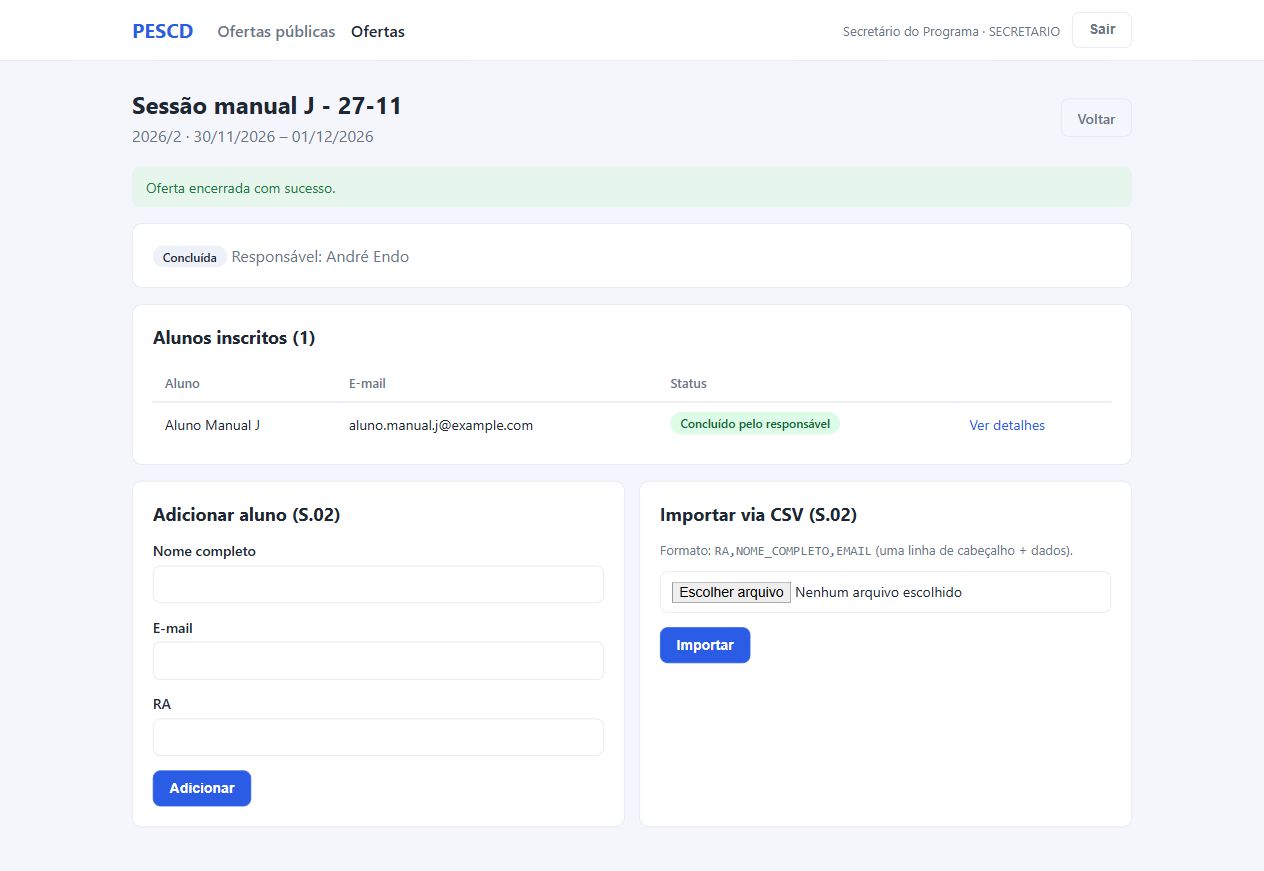 PESCD Ofertas públicas Ofertas Secretário do Programa · SECRETARIO Sair
Sessão manual J - 27-11
2026/2 · 30/11/2026 – 01/12/2026
Voltar
Oferta encerrada com sucesso.
Concluída Responsável: André Endo
Alunos inscritos (1)
Aluno E-mail Status
Aluno Manual J aluno.manual.j@example.com Concluído pelo responsável Ver detalhes
Adicionar aluno (S.02)
Nome completo
E-mail
RA
Adicionar
Importar via CSV (S.02)
Formato: RA,NOME_COMPLETO,EMAIL (uma linha de cabeçalho + dados).
Escolher arquivo Nenhum arquivo escolhido
Importar